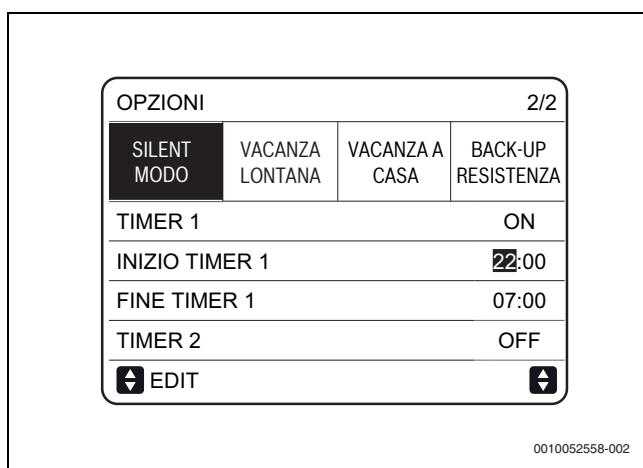 OPZIONI 2/2
SILENT MODO VACANZA LONTANA VACANZA A CASA BACK-UP RESISTENZA
TIMER 1 ON
INIZIO TIMER 1 22:00
FINE TIMER 1 07:00
TIMER 2 OFF
EDIT
0010052558-002